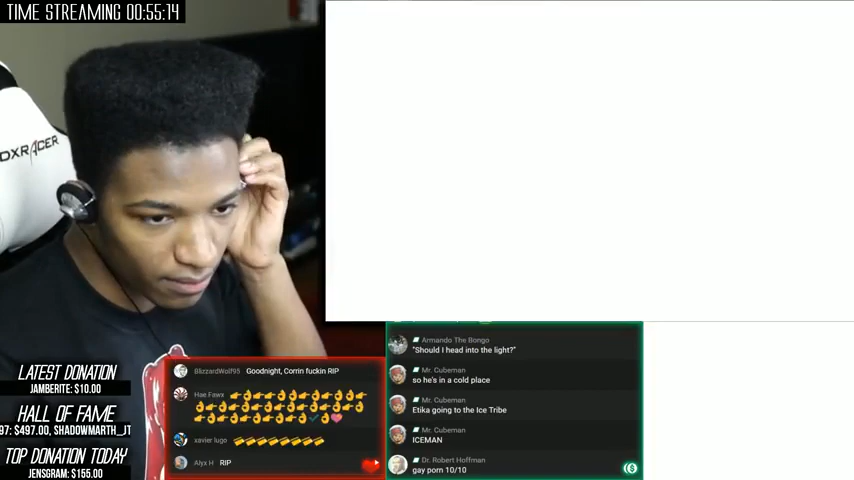 TIME STREAMING 00:55:14
DXRACER
Armando The Bongo
"Should I head into the light?"
Mr. Cuberman
so he's in a cold place
Mr. Cuberman
Etika going to the Ice Tribe
Mr. Cuberman
ICEMAN
Dr. Robert Hoffman
gay porn 10/10
BlizzardWolf95 Goodnight, Corrin fuckin RIP
Hae Fawx
xavier lugo
Alyx H RIP
LATEST DONATION
JAMBERITE: $10.00
HALL OF FAME
97: $497.00, SHADOWMARTH_JT
TOP DONATION TODAY
JENSGRAM: $155.00